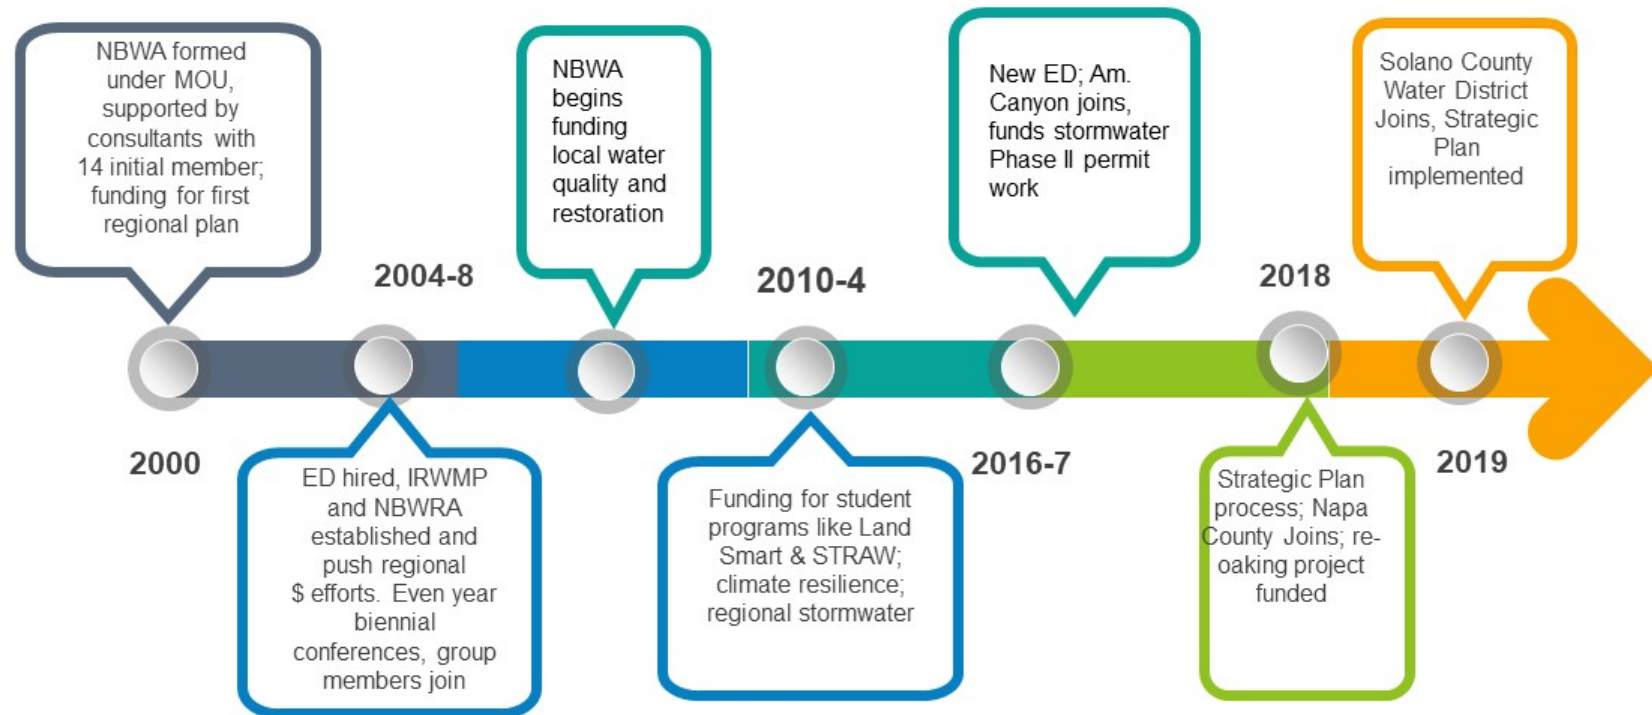 NBWA formed
under MOU,
supported by
consultants with
14 initial member;
funding for first
regional plan
2000
2004-8
ED hired, IRWMP
and NBWRA
established and
push regional
$ efforts. Even year
biennial
conferences, group
members join
NBWA
begins
funding
local water
quality and
restoration
2010-4
Funding for student
programs like Land
Smart & STRAW;
climate resilience;
regional stormwater
New ED; Am.
Canyon joins,
funds stormwater
Phase II permit
work
2016-7
2018
Strategic Plan
process; Napa
County Joins; re-
oaking project
funded
Solano County
Water District
Joins, Strategic
Plan
implemented
2019